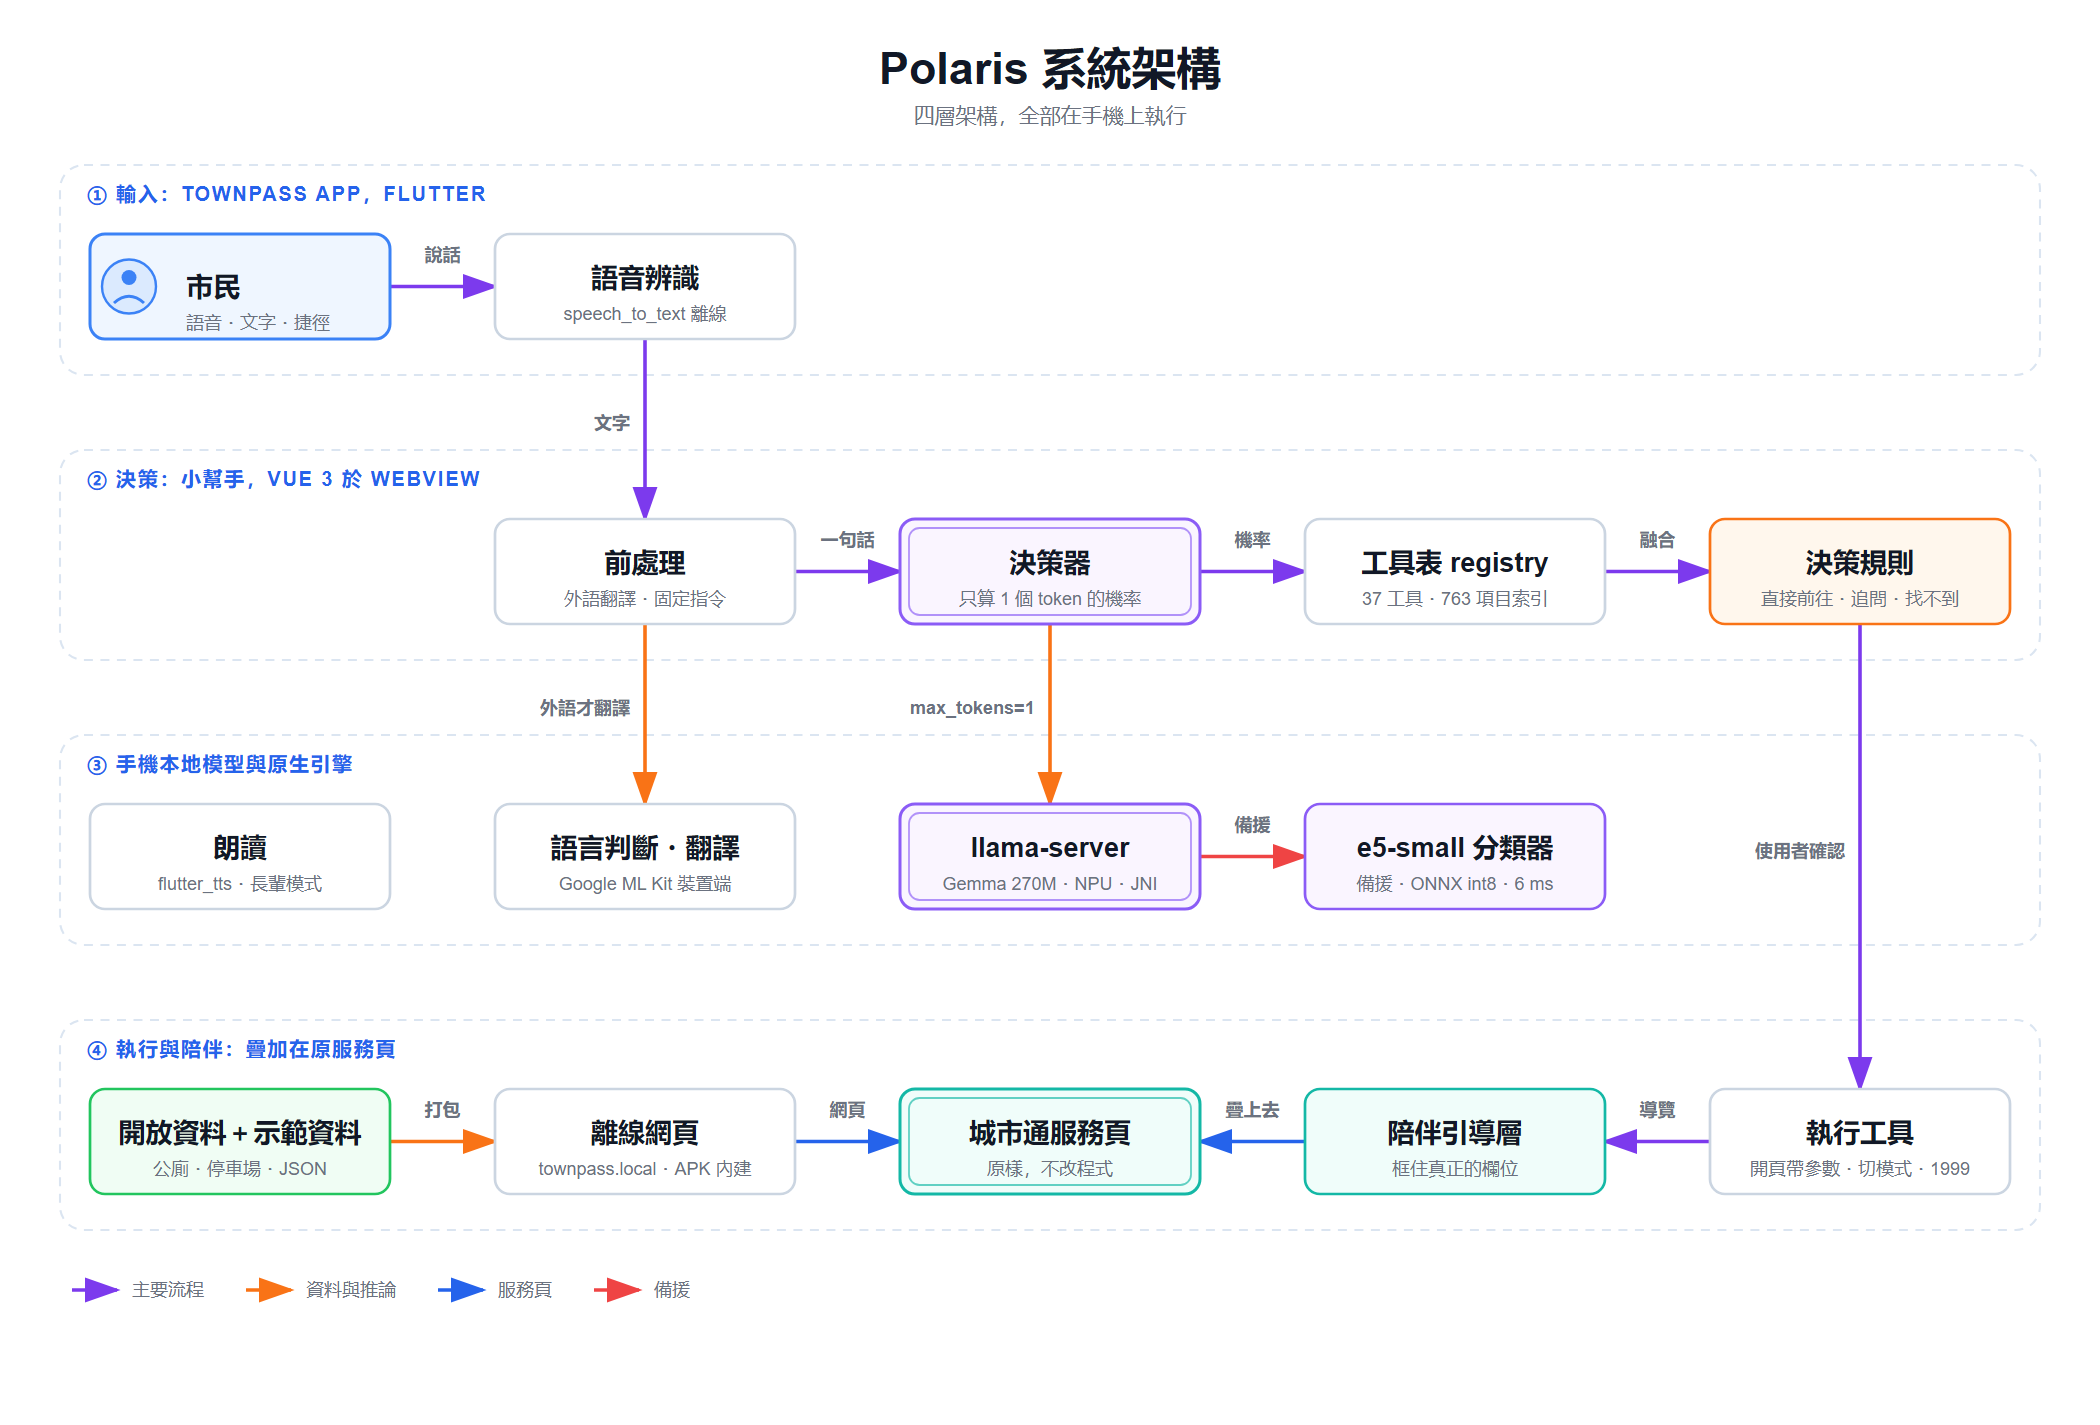 Polaris 系統架構
四層架構，全部在手機上執行
① 輸入：TOWNPASS APP，FLUTTER
市民
語音 · 文字 · 捷徑
說話
語音辨識
speech_to_text 離線
文字
② 決策：小幫手，VUE 3 於 WEBVIEW
前處理
外語翻譯 · 固定指令
一句話
決策器
只算 1 個 token 的機率
機率
工具表 registry
37 工具 · 763 項目索引
融合
決策規則
直接前往 · 追問 · 找不到
外語才翻譯
max_tokens=1
③ 手機本地模型與原生引擎
朗讀
flutter_tts · 長輩模式
語言判斷 · 翻譯
Google ML Kit 裝置端
llama-server
Gemma 270M · NPU · JNI
備援
e5-small 分類器
備援 · ONNX int8 · 6 ms
使用者確認
④ 執行與陪伴：疊加在原服務頁
開放資料 + 示範資料
公廁 · 停車場 · JSON
打包
離線網頁
townpass.local · APK 內建
網頁
城市通服務頁
原樣，不改程式
疊上去
陪伴引導層
框住真正的欄位
導覽
執行工具
開頁帶參數 · 切模式 · 1999
主要流程
資料與推論
服務頁
備援